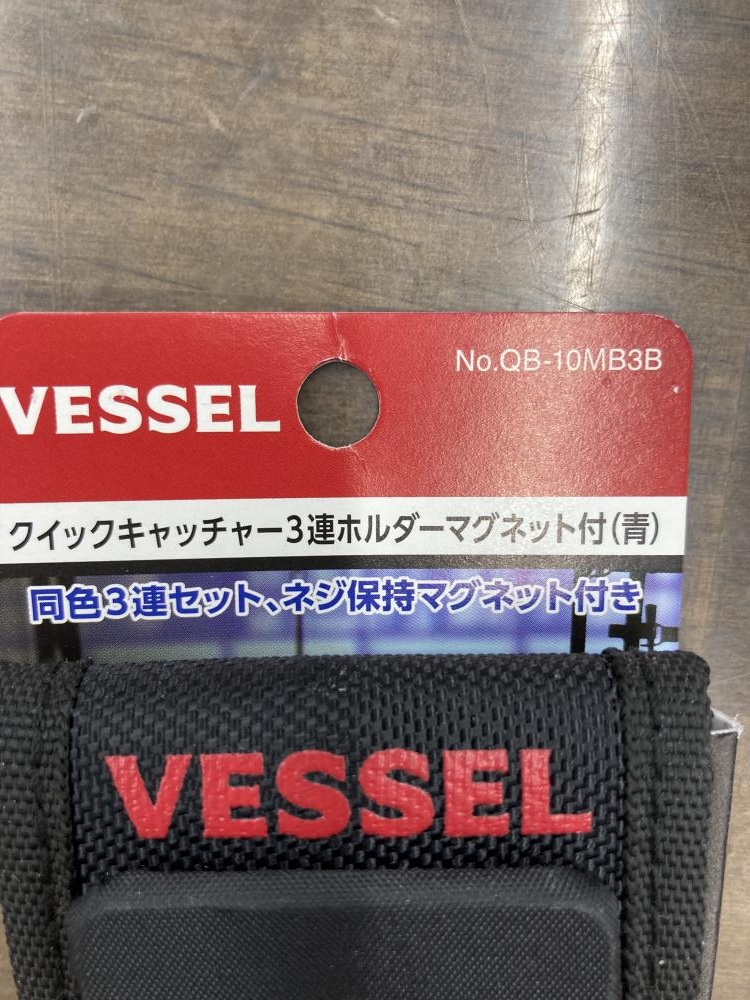 No.QB-10MB3B
VESSEL
クイックキャッチャー3連ホルダーマグネット付(青)
同色3連セット、ネジ保持マグネット付き
VESSEL